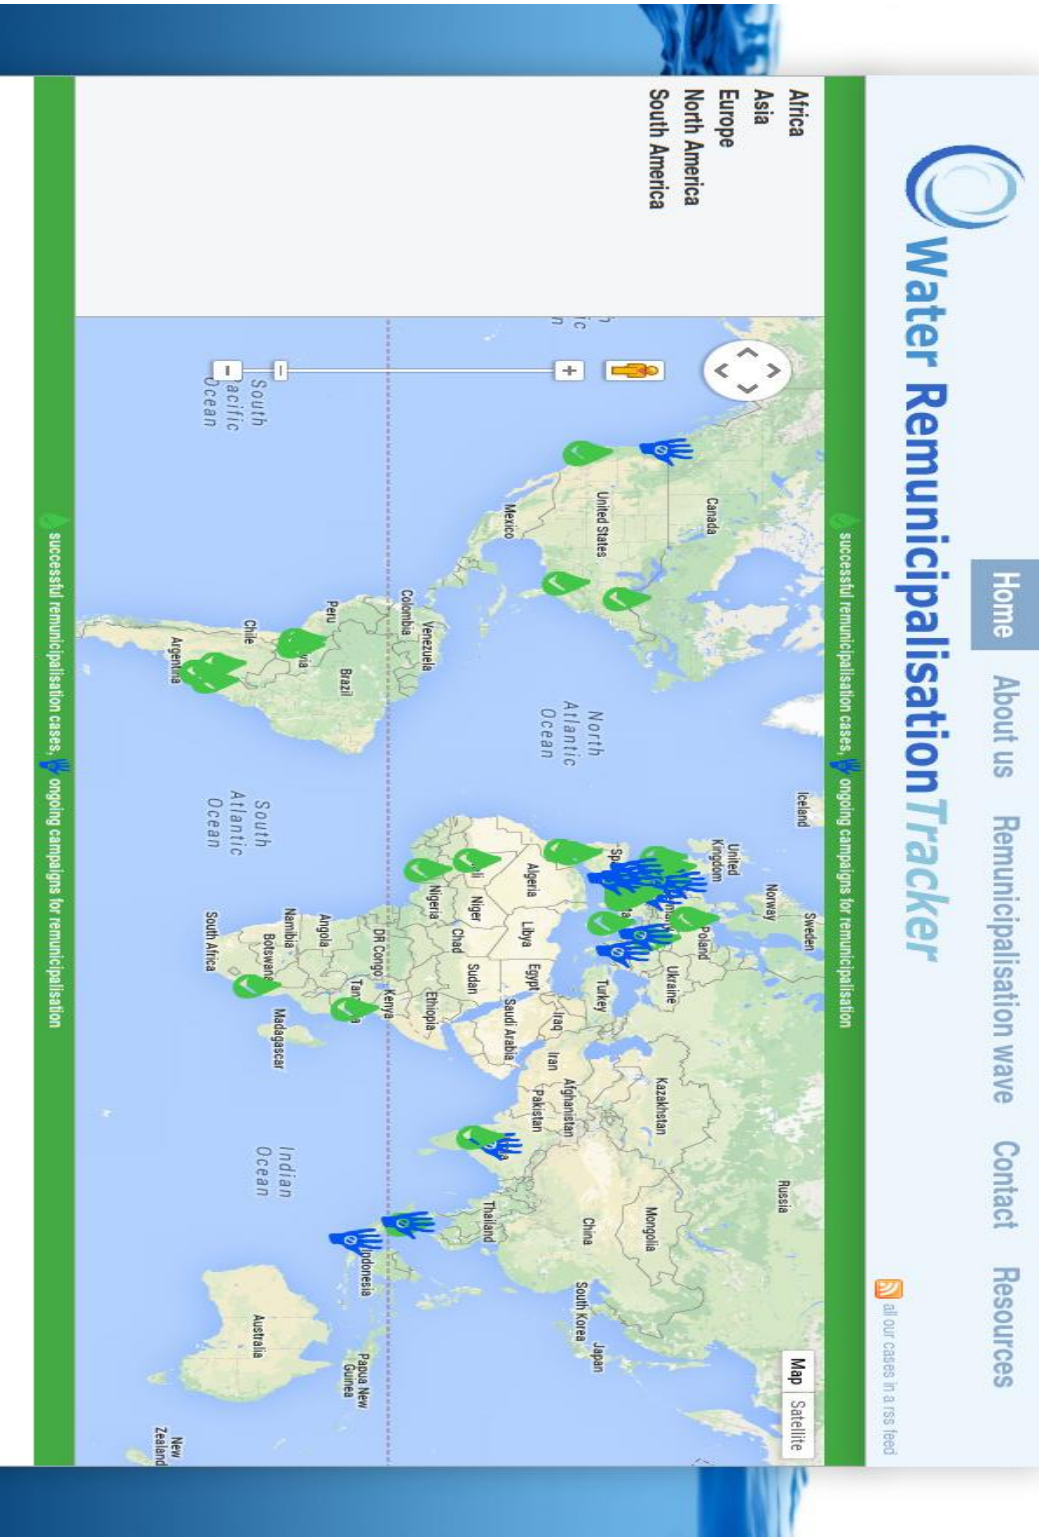 Home About us Remunicipalisation wave Contact Resources
Water RemunicipalisationTracker
all our cases in a rss feed
successful remunicipalisation cases, ongoing campaigns for remunicipalisation
Africa
Asia
Europe
North America
South America
Map Satellite
Iceland
Sweden
Norway
Russia
United
Kingdom
Canada
Poland
Ukraine
Kazakhstan
Mongolia
United States
North
Atlantic
Ocean
Turkey
China
South Korea
Japan
Algeria
Libya
Egypt
Iraq
Iran
Afghanistan
Pakistan
Saudi Arabia
Mexico
Niger
Chad
Sudan
Thailand
Venezuela
Colombia
Nigeria
Ethiopia
DR Congo
Kenya
Indonesia
Papua New
Guinea
Peru
Brazil
Angola
Namibia
Botswana
Madagascar
South
Pacific
Ocean
Chile
South
Atlantic
Ocean
Indian
Ocean
Australia
Argentina
South Africa
New
Zealand
successful remunicipalisation cases, ongoing campaigns for remunicipalisation